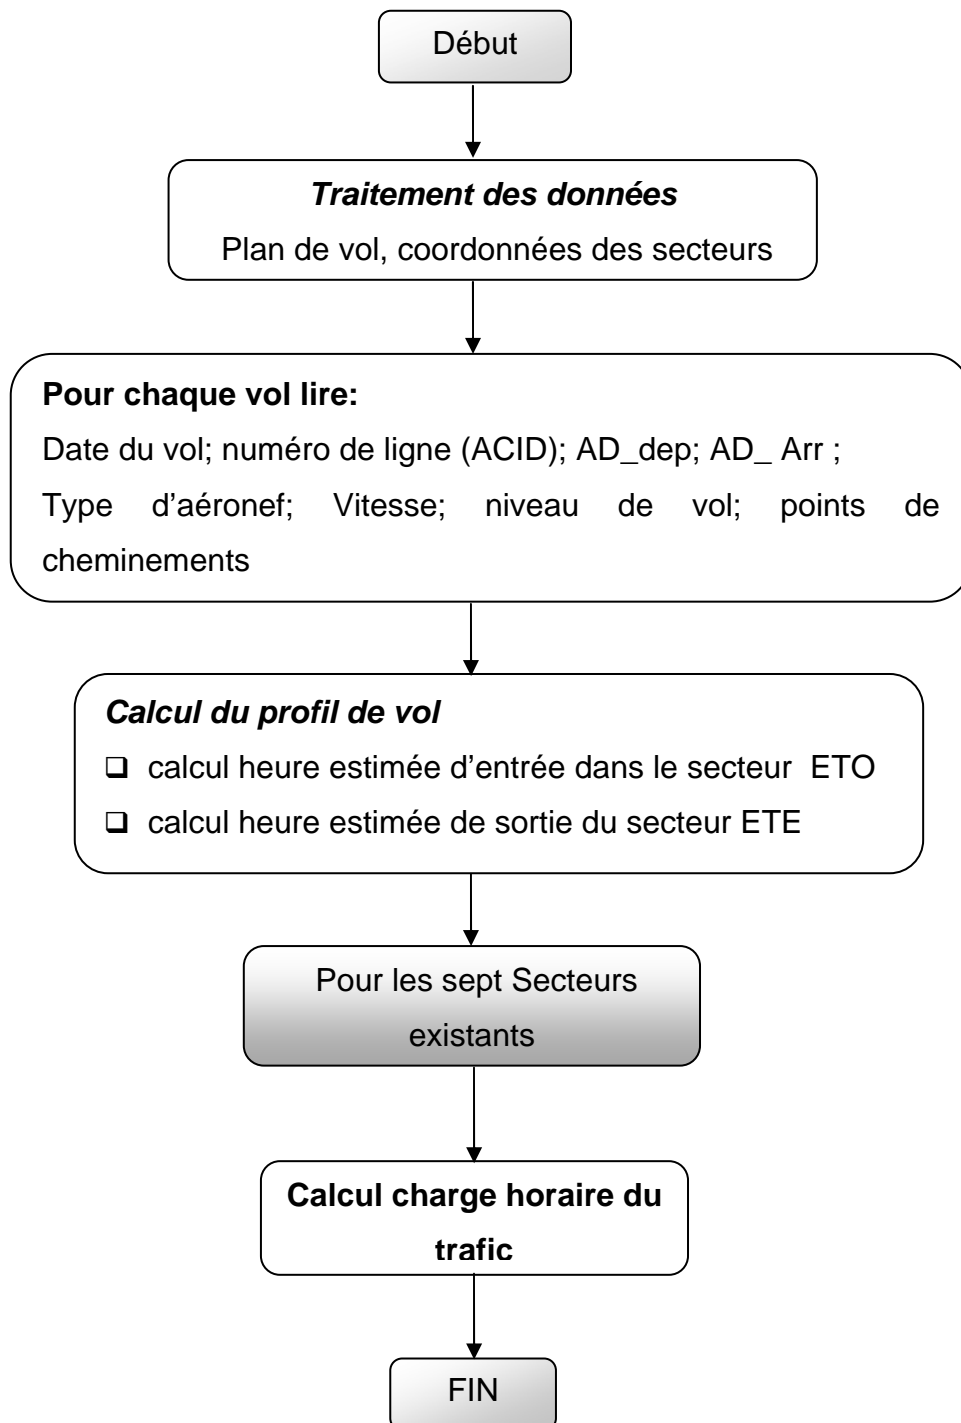 Début
Traitement des données
Plan de vol, coordonnées des secteurs
Pour chaque vol lire:
Date du vol; numéro de ligne (ACID); AD_dep; AD_ Arr ;
Type d’aéronef; Vitesse; niveau de vol; points de
cheminements
Calcul du profil de vol
❑ calcul heure estimée d’entrée dans le secteur ETO
❑ calcul heure estimée de sortie du secteur ETE
Pour les sept Secteurs
existants
Calcul charge horaire du
trafic
FIN